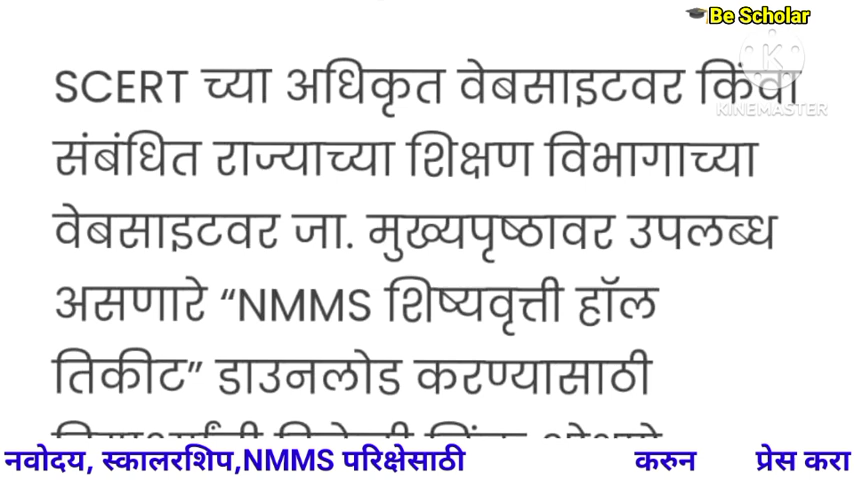 Be Scholar
SCERT च्या अधिकृत वेबसाइटवर किंवा
KINEMASTER
संबंधित राज्याच्या शिक्षण विभागाच्या
वेबसाइटवर जा. मुख्यपृष्ठावर उपलब्ध
असणारे “NMMS शिष्यवृत्ती हॉल
तिकीट” डाउनलोड करण्यासाठी
नवोदय, स्कालरशिप,NMMS परिक्षेसाठी करुन प्रेस करा